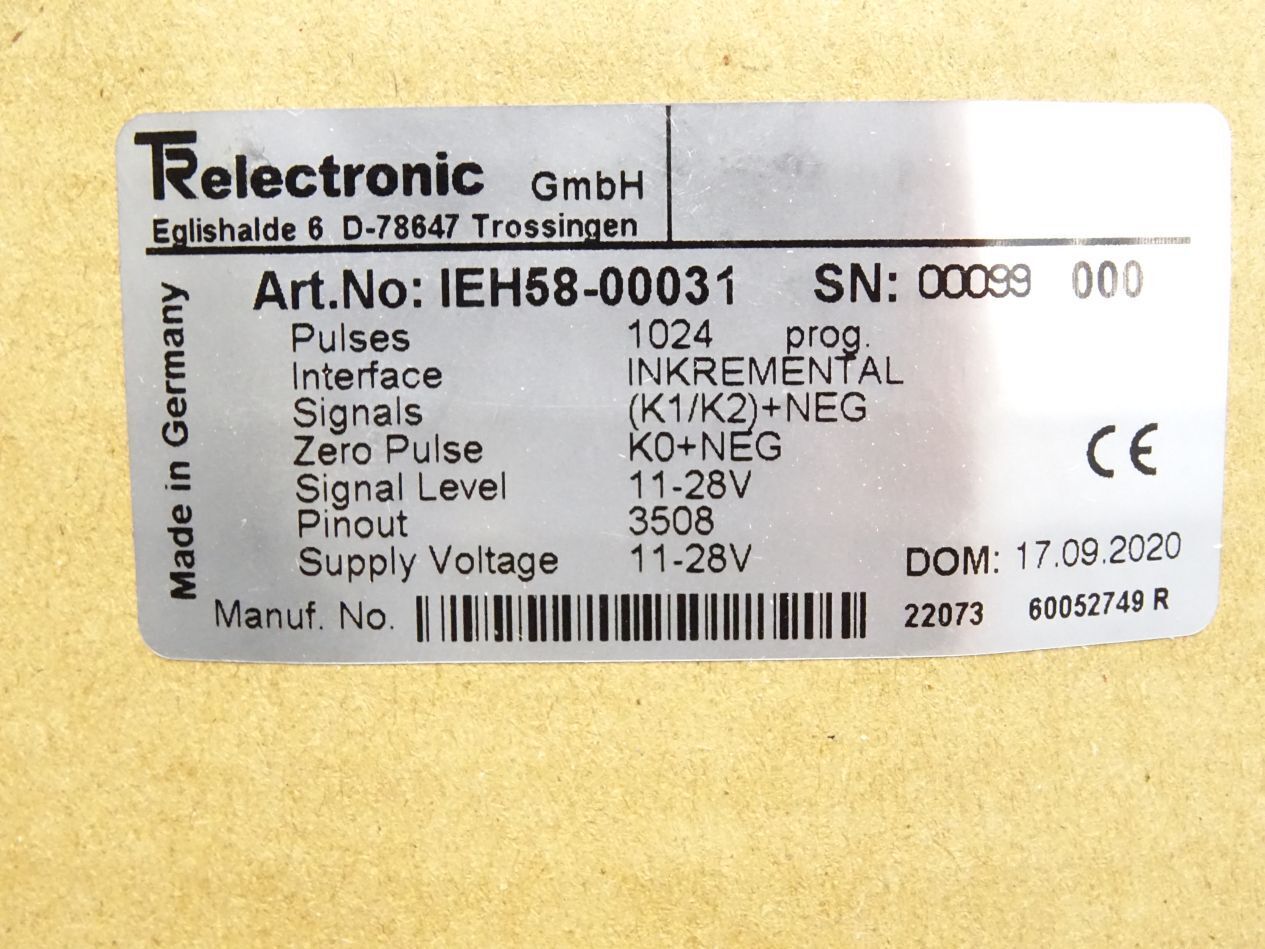 TRelectronic GmbH
Eglishalde 6 D-78647 Trossingen
Made in Germany
Art.No: IEH58-00031 SN: 00099 000
Pulses 1024 prog.
Interface INKREMENTAL
Signals (K1/K2)+NEG
Zero Pulse K0+NEG
Signal Level 11-28V
Pinout 3508
Supply Voltage 11-28V
CE
DOM: 17.09.2020
Manuf. No. 22073 60052749 R